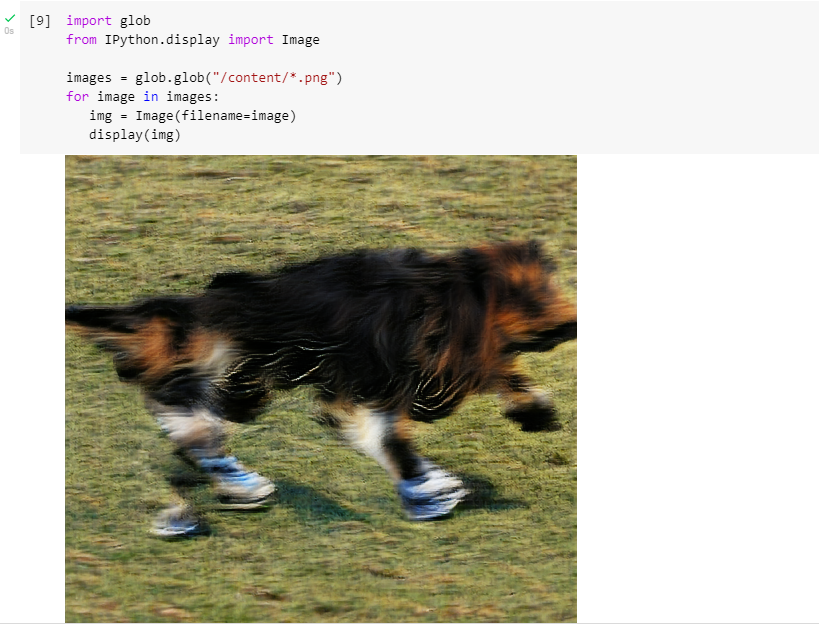 [9] import glob
from IPython.display import Image
0s
images = glob.glob("/content/*.png")
for image in images:
img = Image(filename=image)
display(img)